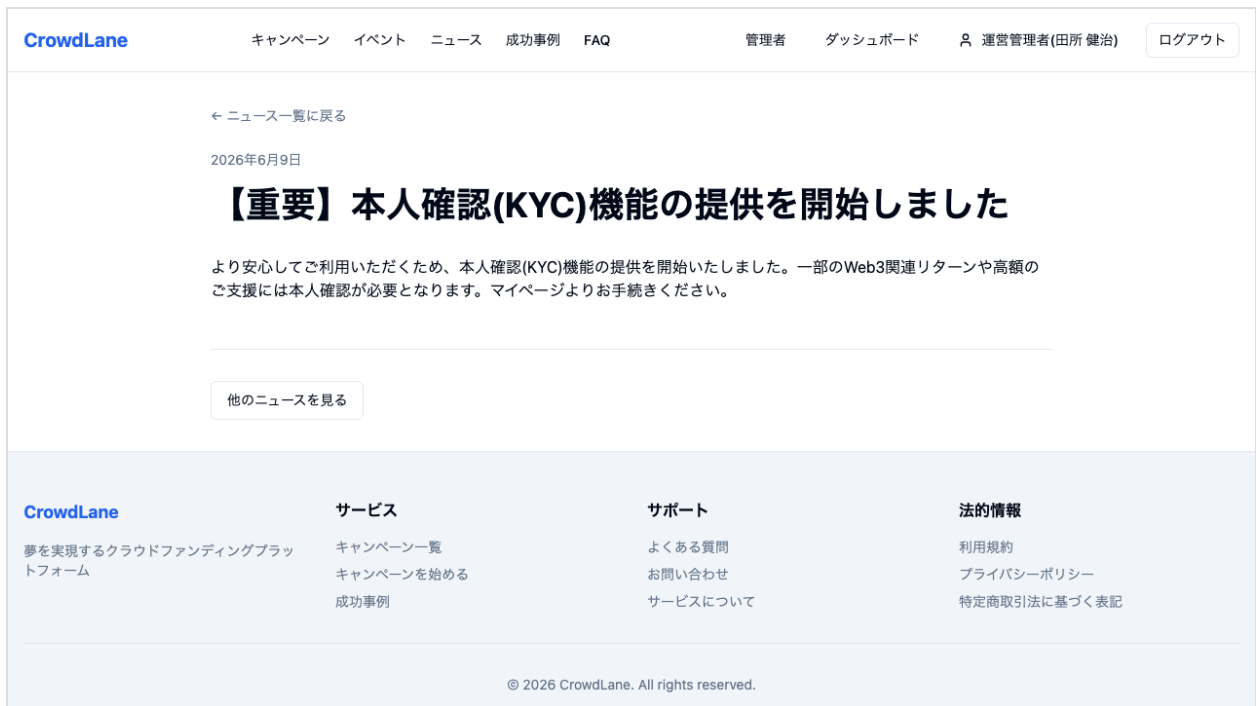 CrowdLane
キャンペーン イベント ニュース 成功事例 FAQ 管理者 ダッシュボード 運営管理者(田所 健治) ログアウト
← ニュース一覧に戻る
2026年6月9日
【重要】本人確認(KYC)機能の提供を開始しました
より安心してご利用いただくため、本人確認(KYC)機能の提供を開始いたしました。一部のWeb3関連リターンや高額の
ご支援には本人確認が必要となります。マイページよりお手続きください。
他のニュースを見る
CrowdLane
夢を実現するクラウドファンディングプラッ
トフォーム
サービス
キャンペーン一覧
キャンペーンを始める
成功事例
サポート
よくある質問
お問い合わせ
サービスについて
法的情報
利用規約
プライバシーポリシー
特定商取引法に基づく表記
© 2026 CrowdLane. All rights reserved.